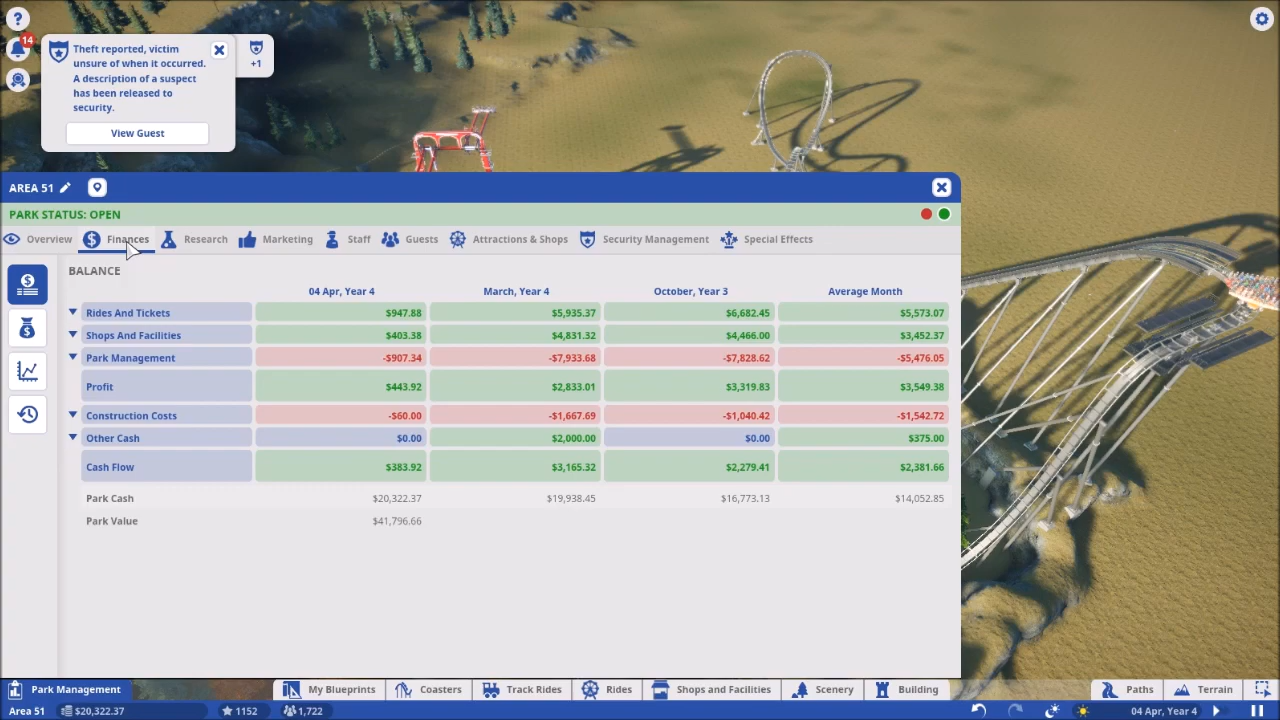 ?
14
Theft reported, victim
unsure of when it occurred.
A description of a suspect
has been released to
security.
View Guest
+1
AREA 51
PARK STATUS: OPEN
Overview Finances Research Marketing Staff Guests Attractions & Shops Security Management Special Effects
BALANCE
04 Apr, Year 4 March, Year 4 October, Year 3 Average Month
Rides And Tickets $947.88 $5,935.37 $6,682.45 $5,573.07
Shops And Facilities $403.38 $4,831.32 $4,466.00 $3,452.37
Park Management -$907.34 -$7,933.68 -$7,828.62 -$5,476.05
Profit $443.92 $2,833.01 $3,319.83 $3,549.38
Construction Costs -$60.00 -$1,667.69 -$1,040.42 -$1,542.72
Other Cash $0.00 $2,000.00 $0.00 $375.00
Cash Flow $383.92 $3,165.32 $2,279.41 $2,381.66
Park Cash $20,322.37 $19,938.45 $16,773.13 $14,052.85
Park Value $41,796.66
Park Management My Blueprints Coasters Track Rides Rides Shops and Facilities Scenery Building Paths Terrain
Area 51 $20,322.37 1152 1,722 04 Apr, Year 4